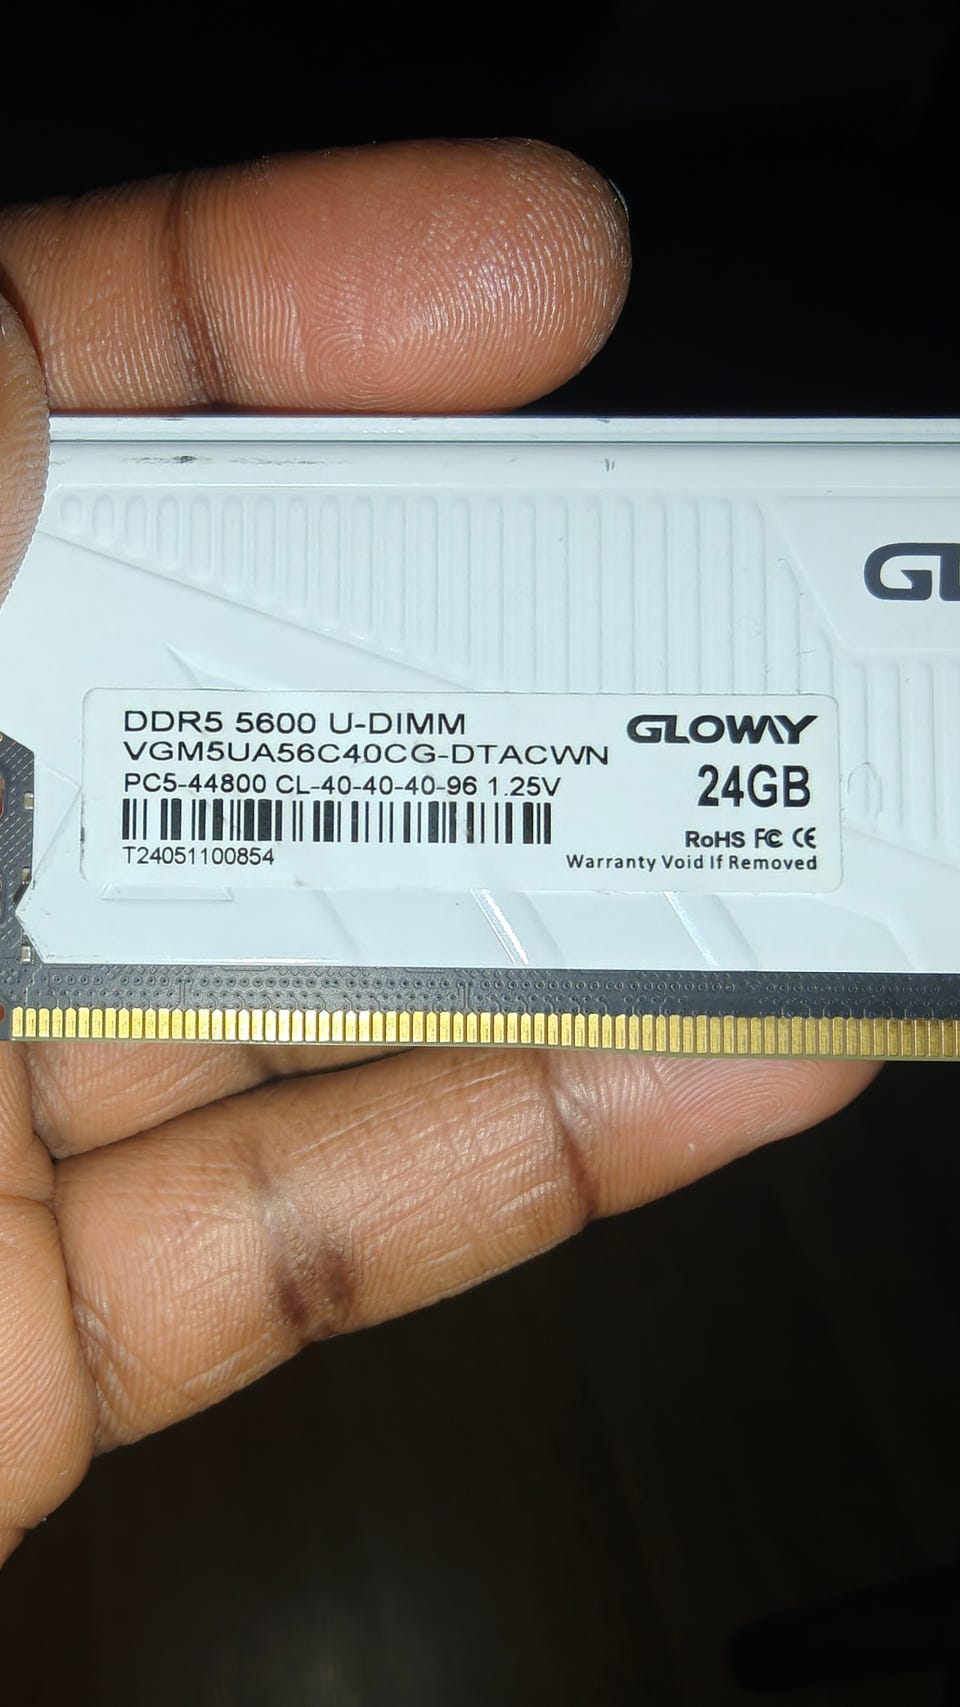 GL
DDR5 5600 U-DIMM
GLOWAY
VGM5UA56C40CG-DTACWN
PC5-44800 CL-40-40-40-96 1.25V
24GB
T24051100854
RoHS FC CE
Warranty Void If Removed